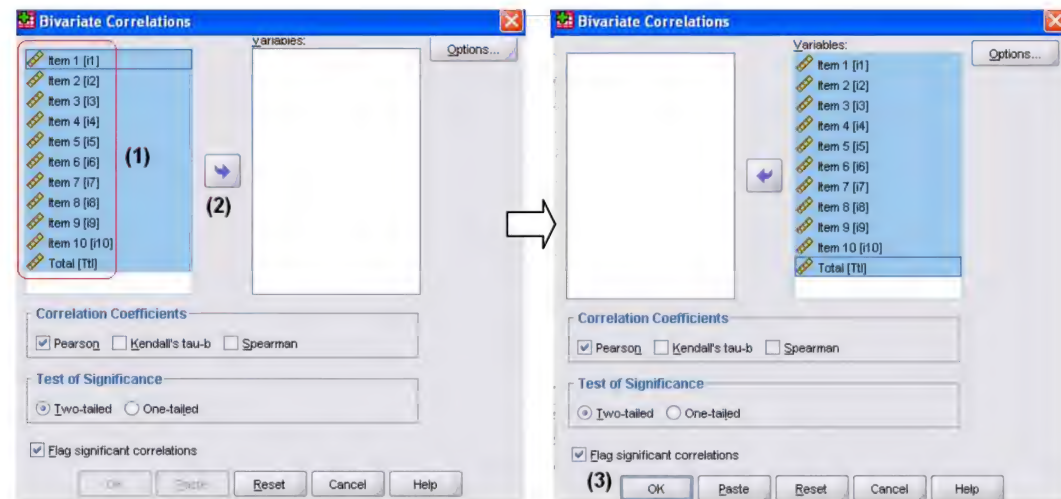 Bivariate Correlations
Variables:
Options...
Item 1 [i1]
Item 2 [i2]
Item 3 [i3]
Item 4 [i4]
Item 5 [i5]
Item 6 [i6]
Item 7 [i7]
Item 8 [i8]
Item 9 [i9]
Item 10 [i10]
Total [Ttl]
(1)
(2)
Correlation Coefficients
Pearson Kendall's tau-b Spearman
Test of Significance
Two-tailed One-tailed
Flag significant correlations
OK Paste Reset Cancel Help
Bivariate Correlations
Variables:
Options...
Item 1 [i1]
Item 2 [i2]
Item 3 [i3]
Item 4 [i4]
Item 5 [i5]
Item 6 [i6]
Item 7 [i7]
Item 8 [i8]
Item 9 [i9]
Item 10 [i10]
Total [Ttl]
Correlation Coefficients
Pearson Kendall's tau-b Spearman
Test of Significance
Two-tailed One-tailed
Flag significant correlations
(3) OK Paste Reset Cancel Help